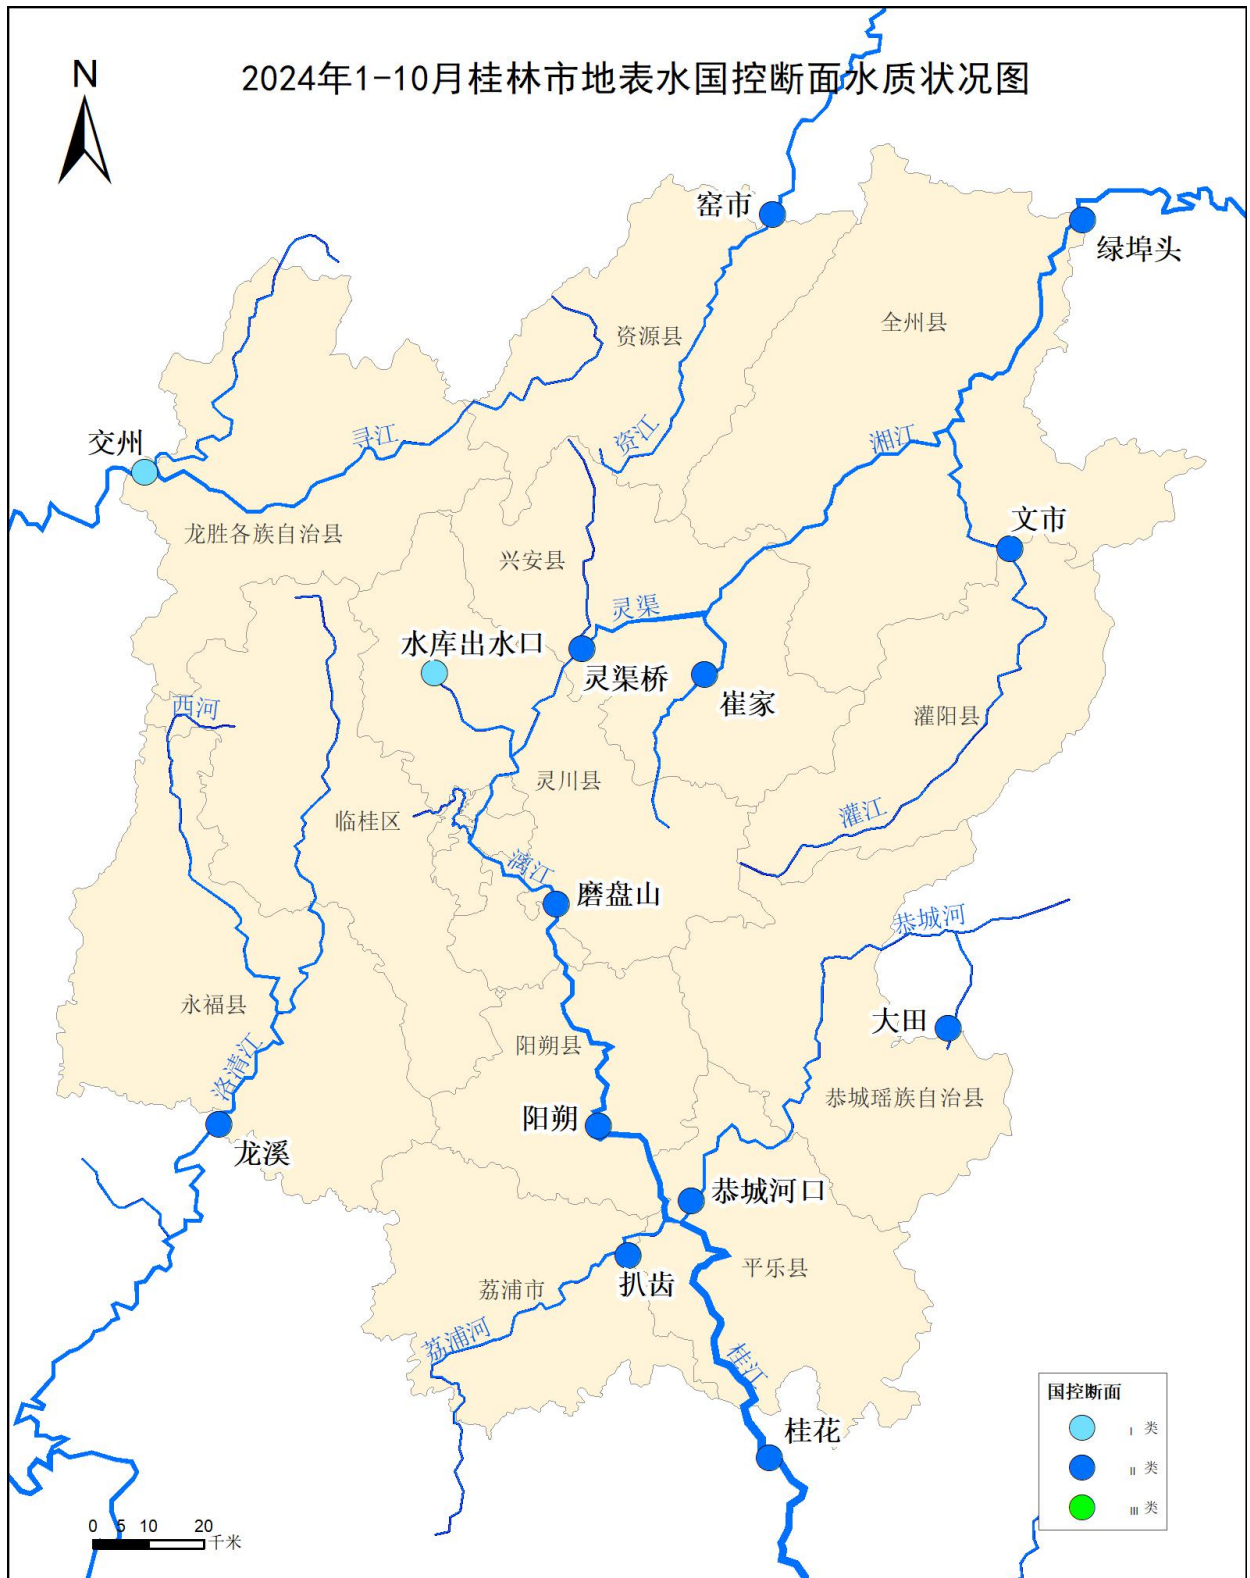 2024年1-10月桂林市地表水国控断面水质状况图
N
窑市
绿埠头
全州县
资源县
交州
寻江
资江
湘江
龙胜各族自治县
文市
兴安县
灵渠
水库出水口
灵渠桥
崔家
西河
灌阳县
灵川县
临桂区
灌江
漓江
磨盘山
恭城河
永福县
大田
阳朔县
洛清江
恭城瑶族自治县
阳朔
龙溪
恭城河口
平乐县
扒齿
荔浦市
荔浦河
桂江
国控断面
I 类
II 类
III 类
桂花
0 5 10 20
千米